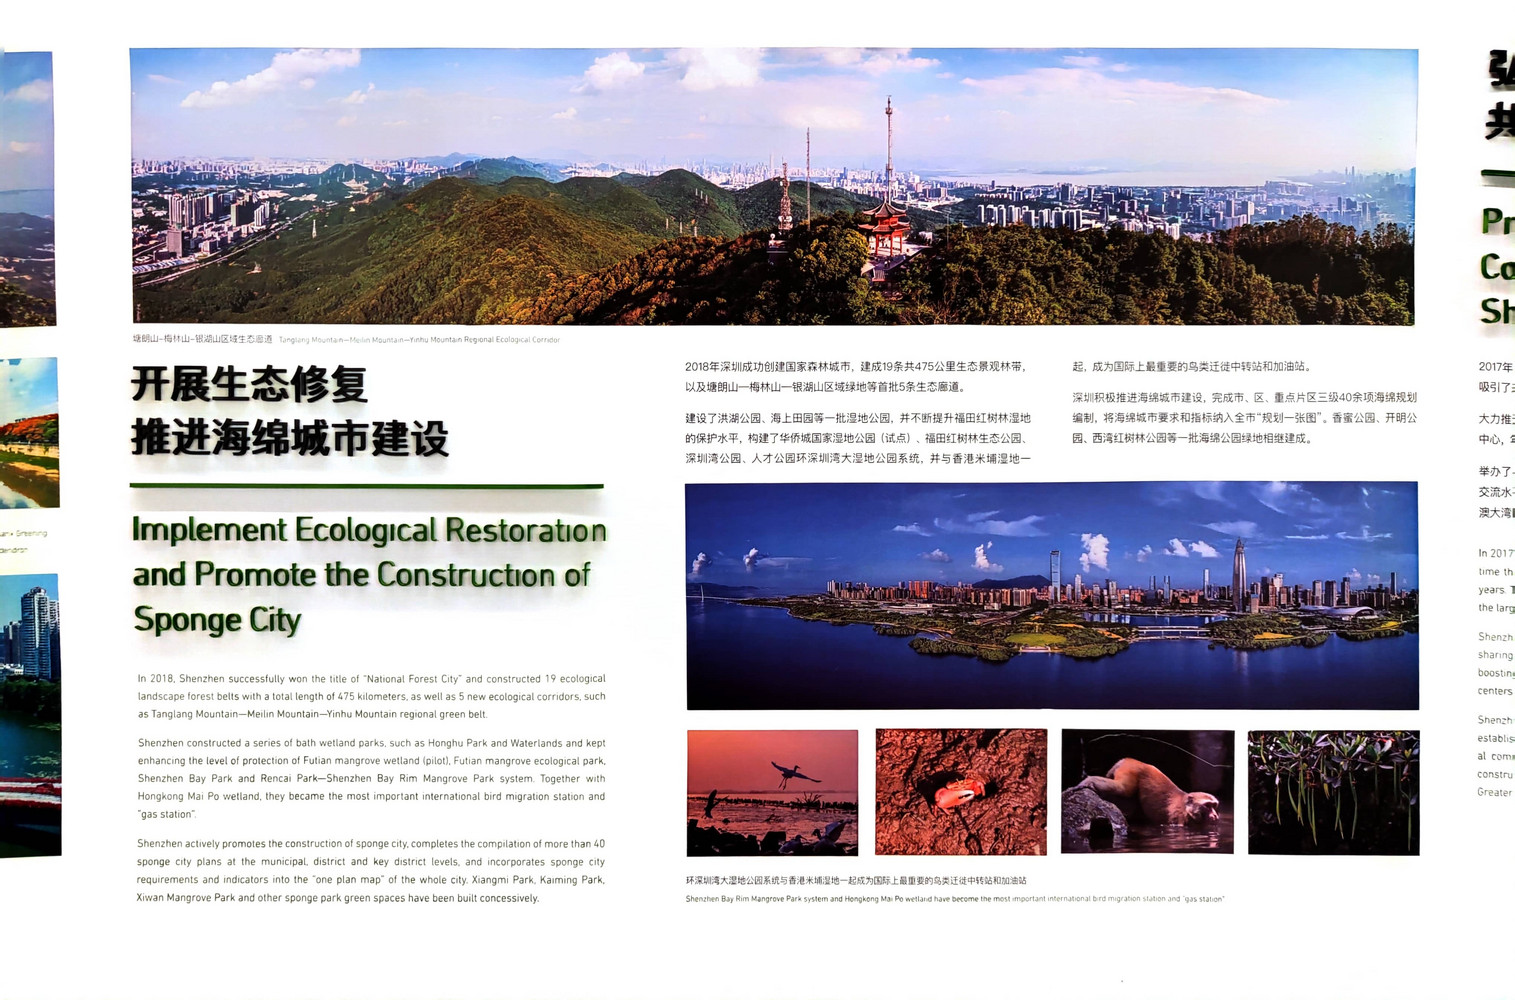 塘朗山-梅林山-银湖山区域生态廊道 Tanglang Mountain—Meilin Mountain—Yinhu Mountain Regional Ecological Corridor
开展生态修复
推进海绵城市建设
Implement Ecological Restoration
and Promote the Construction of
Sponge City
In 2018, Shenzhen successfully won the title of "National Forest City" and constructed 19 ecological
landscape forest belts with a total length of 475 kilometers, as well as 5 new ecological corridors, such
as Tanglang Mountain—Meilin Mountain—Yinhu Mountain regional green belt.
Shenzhen constructed a series of bath wetland parks, such as Honghu Park and Waterlands and kept
enhancing the level of protection of Futian mangrove wetland (pilot), Futian mangrove ecological park,
Shenzhen Bay Park and Rencai Park—Shenzhen Bay Rim Mangrove Park system. Together with
Hongkong Mai Po wetland, they became the most important international bird migration station and
"gas station".
Shenzhen actively promotes the construction of sponge city, completes the compilation of more than 40
sponge city plans at the municipal, district and key district levels, and incorporates sponge city
requirements and indicators into the "one plan map" of the whole city. Xiangmi Park, Kaiming Park,
Xiwan Mangrove Park and other sponge park green spaces have been built concessively.
2018年深圳成功创建国家森林城市，建成19条共475公里生态景观林带，
以及塘朗山—梅林山—银湖山区域绿地等首批5条生态廊道。
建设了洪湖公园、海上田园等一批湿地公园，并不断提升福田红树林湿地
的保护水平，构建了华侨城国家湿地公园（试点）、福田红树林生态公园、
深圳湾公园、人才公园环深圳湾大湿地公园系统，并与香港米埔湿地一
起，成为国际上最重要的鸟类迁徙中转站和加油站。
深圳积极推进海绵城市建设，完成市、区、重点片区三级40余项海绵规划
编制，将海绵城市要求和指标纳入全市“规划一张图”。香蜜公园、开明公
园、西湾红树林公园等一批海绵公园绿地相继建成。
环深圳湾大湿地公园系统与香港米埔湿地一起成为国际上最重要的鸟类迁徙中转站和加油站
Shenzhen Bay Rim Mangrove Park system and Hongkong Mai Po wetland have become the most important international bird migration station and "gas station"
Greening
弘
共
Pr
Co
Sh
2017年
吸引了
大力推
中心，
举办了
交流水
澳大湾
In 2017
time th
years. T
the larg
Shenzh
sharing
boosting
centers
Shenzh
establis
al comm
constru
Greater